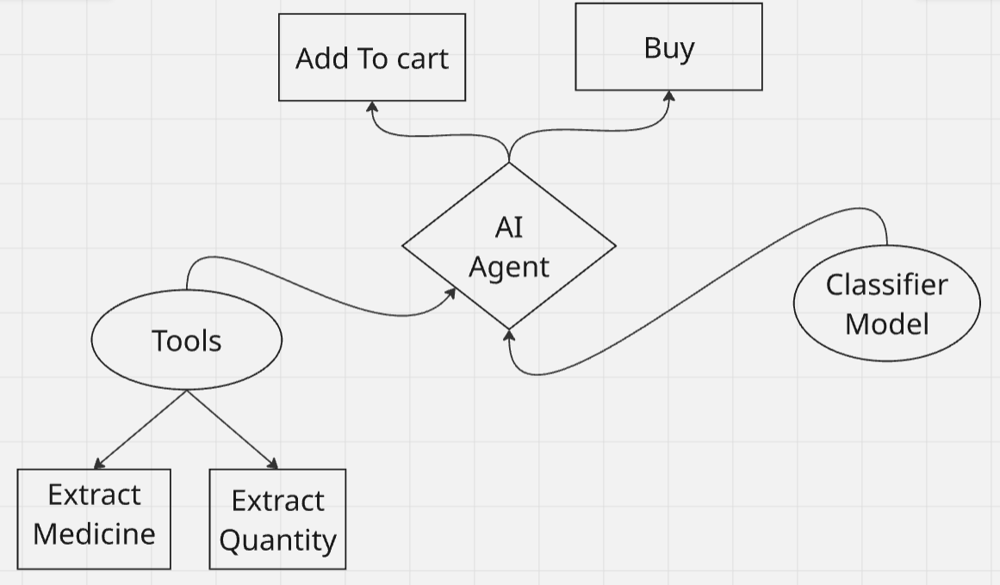 Add To cart
Buy
AI
Agent
Classifier
Model
Tools
Extract
Medicine
Extract
Quantity